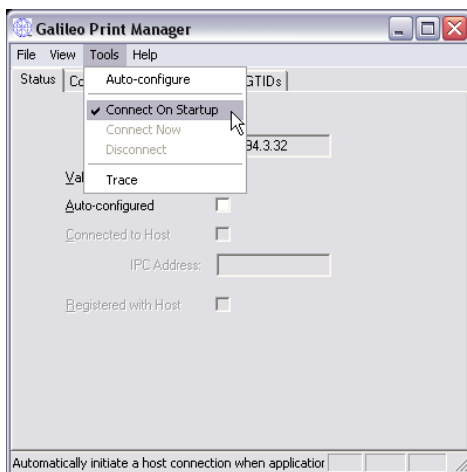 Galileo Print Manager
File View Tools Help
Status Co GTIDs
Auto-configure
Connect On Startup
Connect Now
94.3.32
Disconnect
Val
Trace
Auto-configured
Connected to Host
IPC Address:
Registered with Host
Automatically initiate a host connection when application